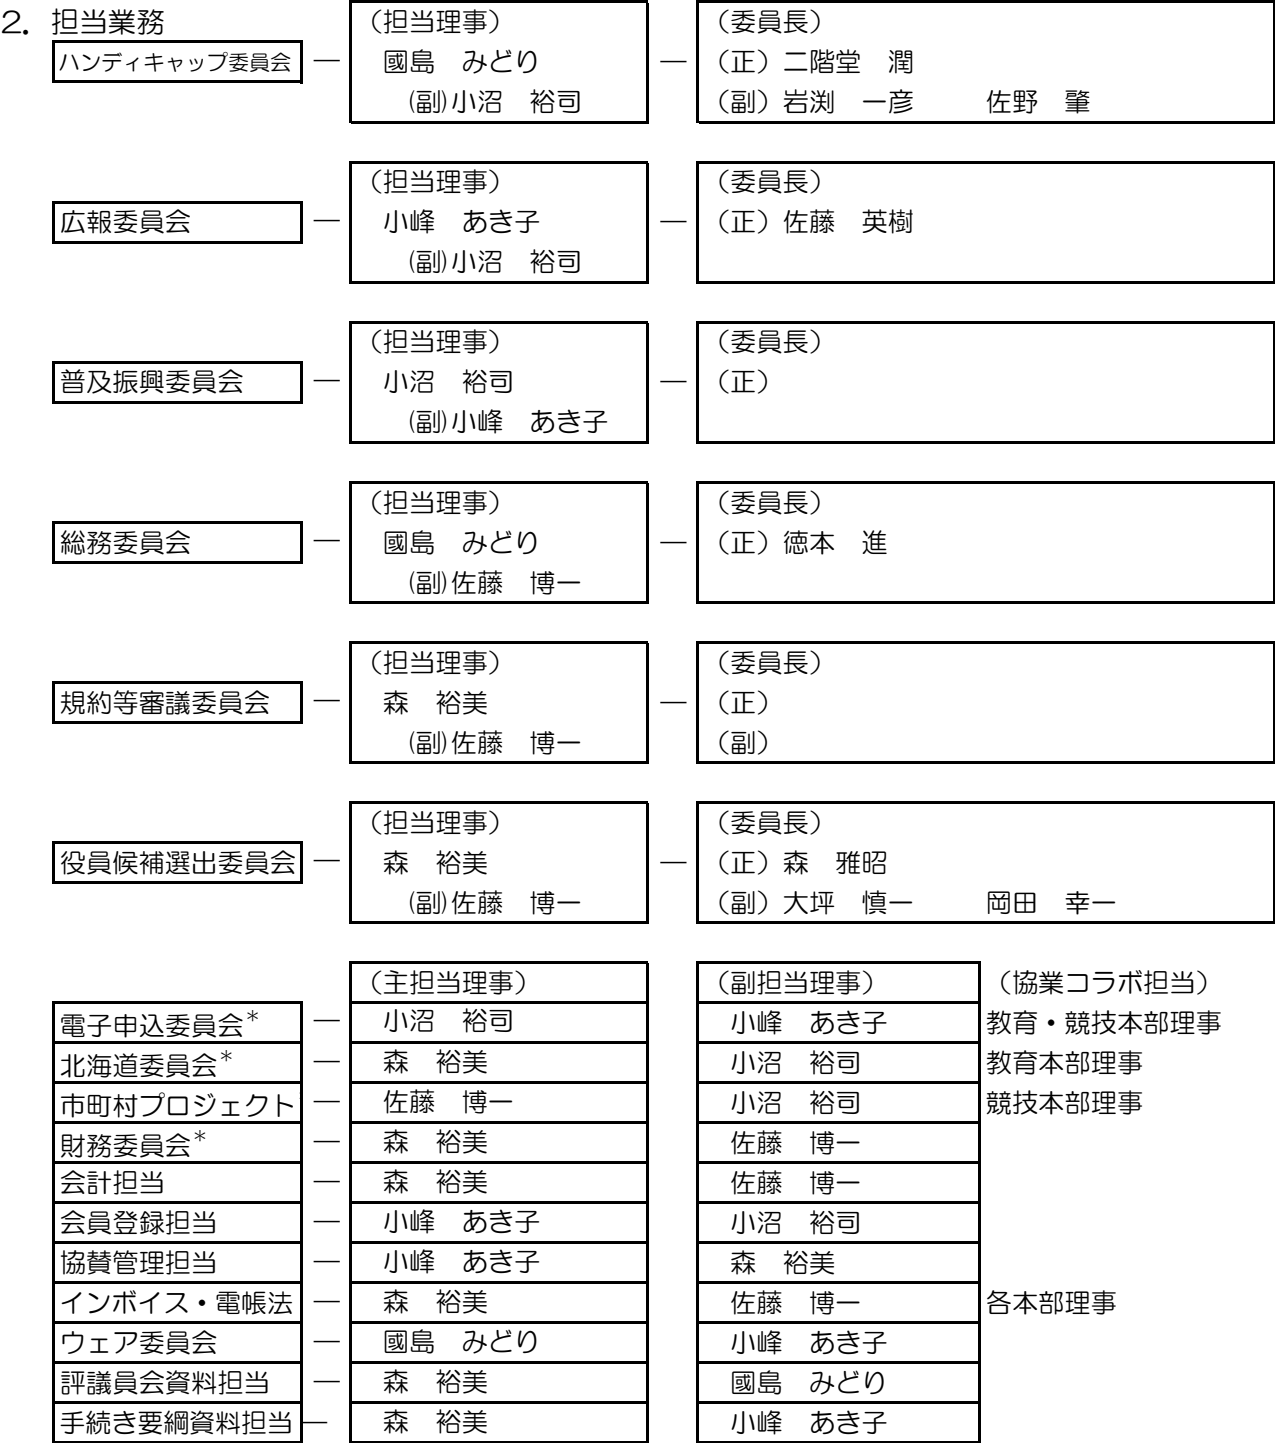 2. 担当業務
（担当理事） （委員長）
ハンディキャップ委員会 ― 國島　みどり ― （正）二階堂　潤
(副)小沼　裕司 （副）岩渕　一彦　　佐野　肇
（担当理事） （委員長）
広報委員会 ― 小峰　あき子 ― （正）佐藤　英樹
(副)小沼　裕司
（担当理事） （委員長）
普及振興委員会 ― 小沼　裕司 ― （正）
(副)小峰　あき子
（担当理事） （委員長）
総務委員会 ― 國島　みどり ― （正）徳本　進
(副)佐藤　博一
（担当理事） （委員長）
規約等審議委員会 ― 森　裕美 ― （正）
(副)佐藤　博一 （副）
（担当理事） （委員長）
役員候補選出委員会 ― 森　裕美 ― （正）森　雅昭
(副)佐藤　博一 （副）大坪　慎一　　岡田　幸一
（主担当理事） （副担当理事） （協業コラボ担当）
電子申込委員会* ― 小沼　裕司 小峰　あき子 教育・競技本部理事
北海道委員会* ― 森　裕美 小沼　裕司 教育本部理事
市町村プロジェクト ― 佐藤　博一 小沼　裕司 競技本部理事
財務委員会* ― 森　裕美 佐藤　博一
会計担当 ― 森　裕美 佐藤　博一
会員登録担当 ― 小峰　あき子 小沼　裕司
協賛管理担当 ― 小峰　あき子 森　裕美
インボイス・電帳法 ― 森　裕美 佐藤　博一 各本部理事
ウェア委員会 ― 國島　みどり 小峰　あき子
評議員会資料担当 ― 森　裕美 國島　みどり
手続き要綱資料担当 ― 森　裕美 小峰　あき子